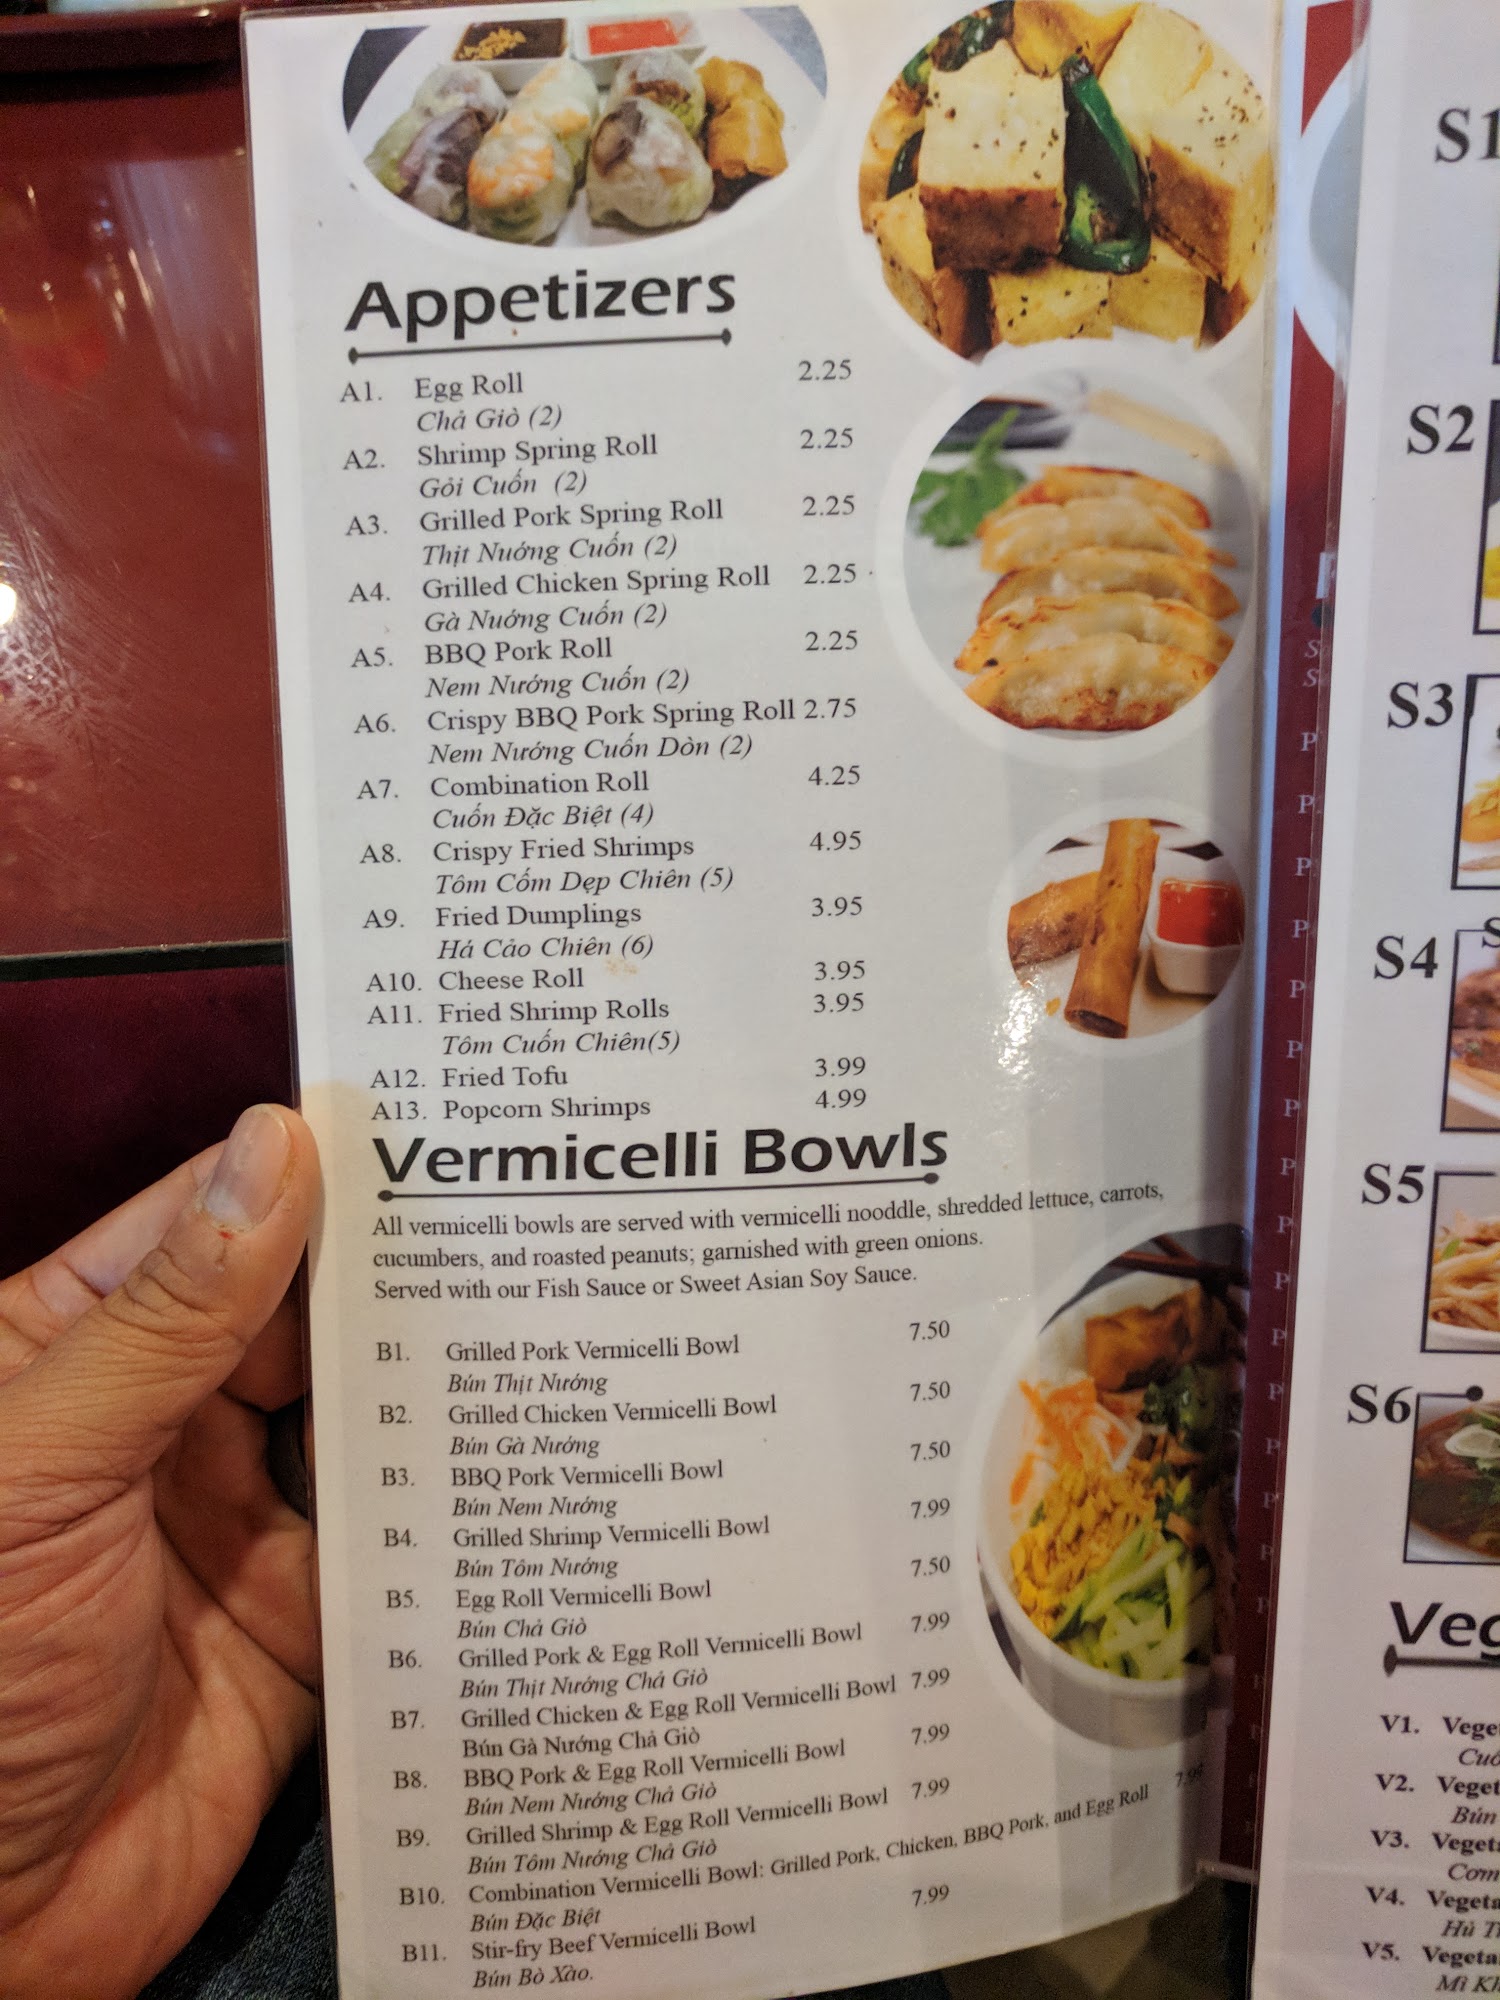 Appetizers
A1. Egg Roll 2.25
Chả Giò (2)
A2. Shrimp Spring Roll 2.25
Gỏi Cuốn (2)
A3. Grilled Pork Spring Roll 2.25
Thịt Nuớng Cuốn (2)
A4. Grilled Chicken Spring Roll 2.25
Gà Nuớng Cuốn (2)
A5. BBQ Pork Roll 2.25
Nem Nướng Cuốn (2)
A6. Crispy BBQ Pork Spring Roll 2.75
Nem Nướng Cuốn Dòn (2)
A7. Combination Roll 4.25
Cuốn Đặc Biệt (4)
A8. Crispy Fried Shrimps 4.95
Tôm Cốm Dẹp Chiên (5)
A9. Fried Dumplings 3.95
Há Cảo Chiên (6)
A10. Cheese Roll 3.95
A11. Fried Shrimp Rolls 3.95
Tôm Cuốn Chiên(5)
A12. Fried Tofu 3.99
A13. Popcorn Shrimps 4.99
Vermicelli Bowls
All vermicelli bowls are served with vermicelli nooddle, shredded lettuce, carrots,
cucumbers, and roasted peanuts; garnished with green onions.
Served with our Fish Sauce or Sweet Asian Soy Sauce.
B1. Grilled Pork Vermicelli Bowl 7.50
Bún Thịt Nướng
B2. Grilled Chicken Vermicelli Bowl 7.50
Bún Gà Nướng
B3. BBQ Pork Vermicelli Bowl 7.50
Bún Nem Nướng
B4. Grilled Shrimp Vermicelli Bowl 7.99
Bún Tôm Nướng
B5. Egg Roll Vermicelli Bowl 7.50
Bún Chả Giò
B6. Grilled Pork & Egg Roll Vermicelli Bowl 7.99
Bún Thịt Nướng Chả Giò
B7. Grilled Chicken & Egg Roll Vermicelli Bowl 7.99
Bún Gà Nướng Chả Giò
B8. BBQ Pork & Egg Roll Vermicelli Bowl 7.99
Bún Nem Nướng Chả Giò
B9. Grilled Shrimp & Egg Roll Vermicelli Bowl 7.99
Bún Tôm Nướng Chả Giò
B10. Combination Vermicelli Bowl: Grilled Pork, Chicken, BBQ Pork, and Egg Roll 7.99
Bún Đặc Biệt
B11. Stir-fry Beef Vermicelli Bowl 7.99
Bún Bò Xào.
S1
S2
S3
S4
S5
S6
V1.
V2.
Bún
V3.
Cơm
V4.
V5.
Mì